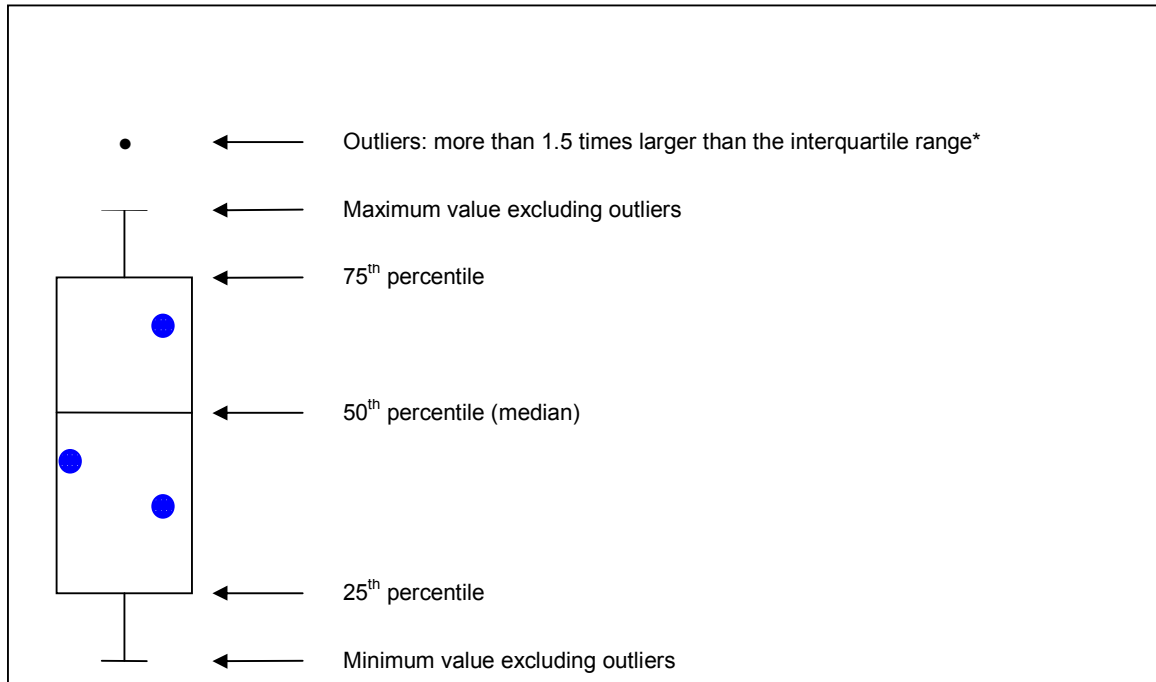 Outliers: more than 1.5 times larger than the interquartile range*
Maximum value excluding outliers
75th percentile
50th percentile (median)
25th percentile
Minimum value excluding outliers